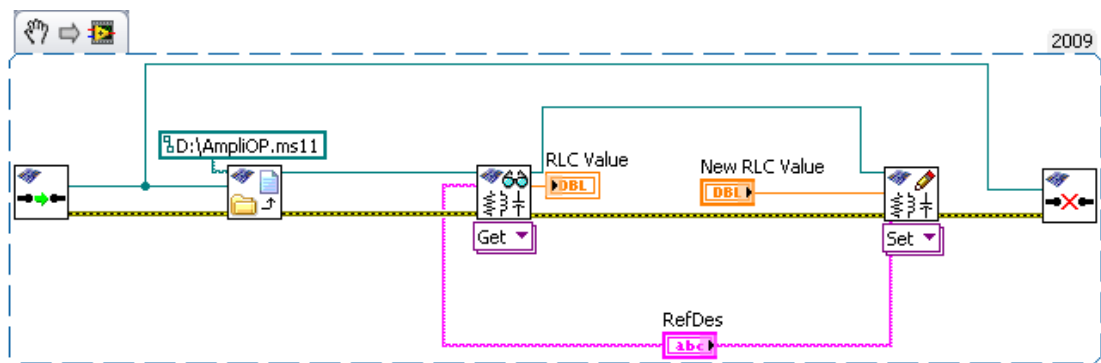 2009
D:\AmpliOP.ms11
RLC Value
DBL
New RLC Value
DBL
Get
Set
RefDes
abc